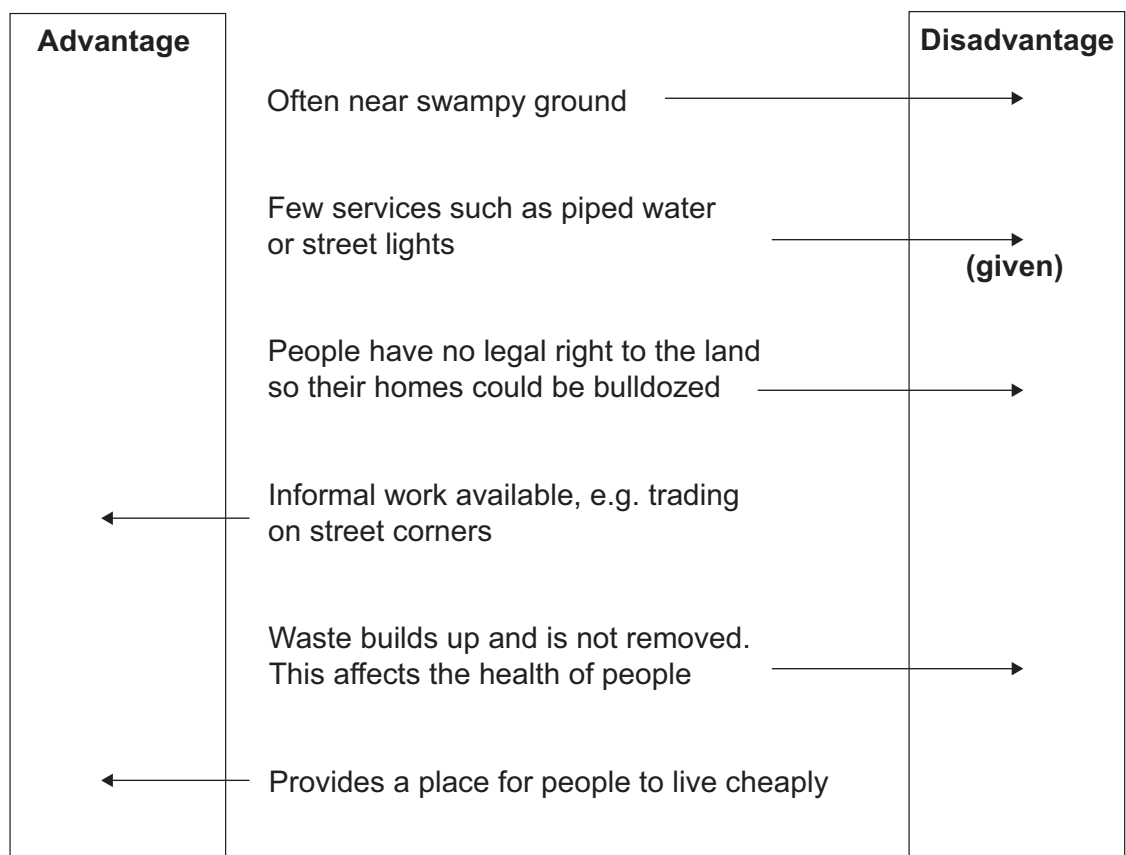 Advantage
Disadvantage
Often near swampy ground
Few services such as piped water
or street lights
(given)
People have no legal right to the land
so their homes could be bulldozed
Informal work available, e.g. trading
on street corners
Waste builds up and is not removed.
This affects the health of people
Provides a place for people to live cheaply